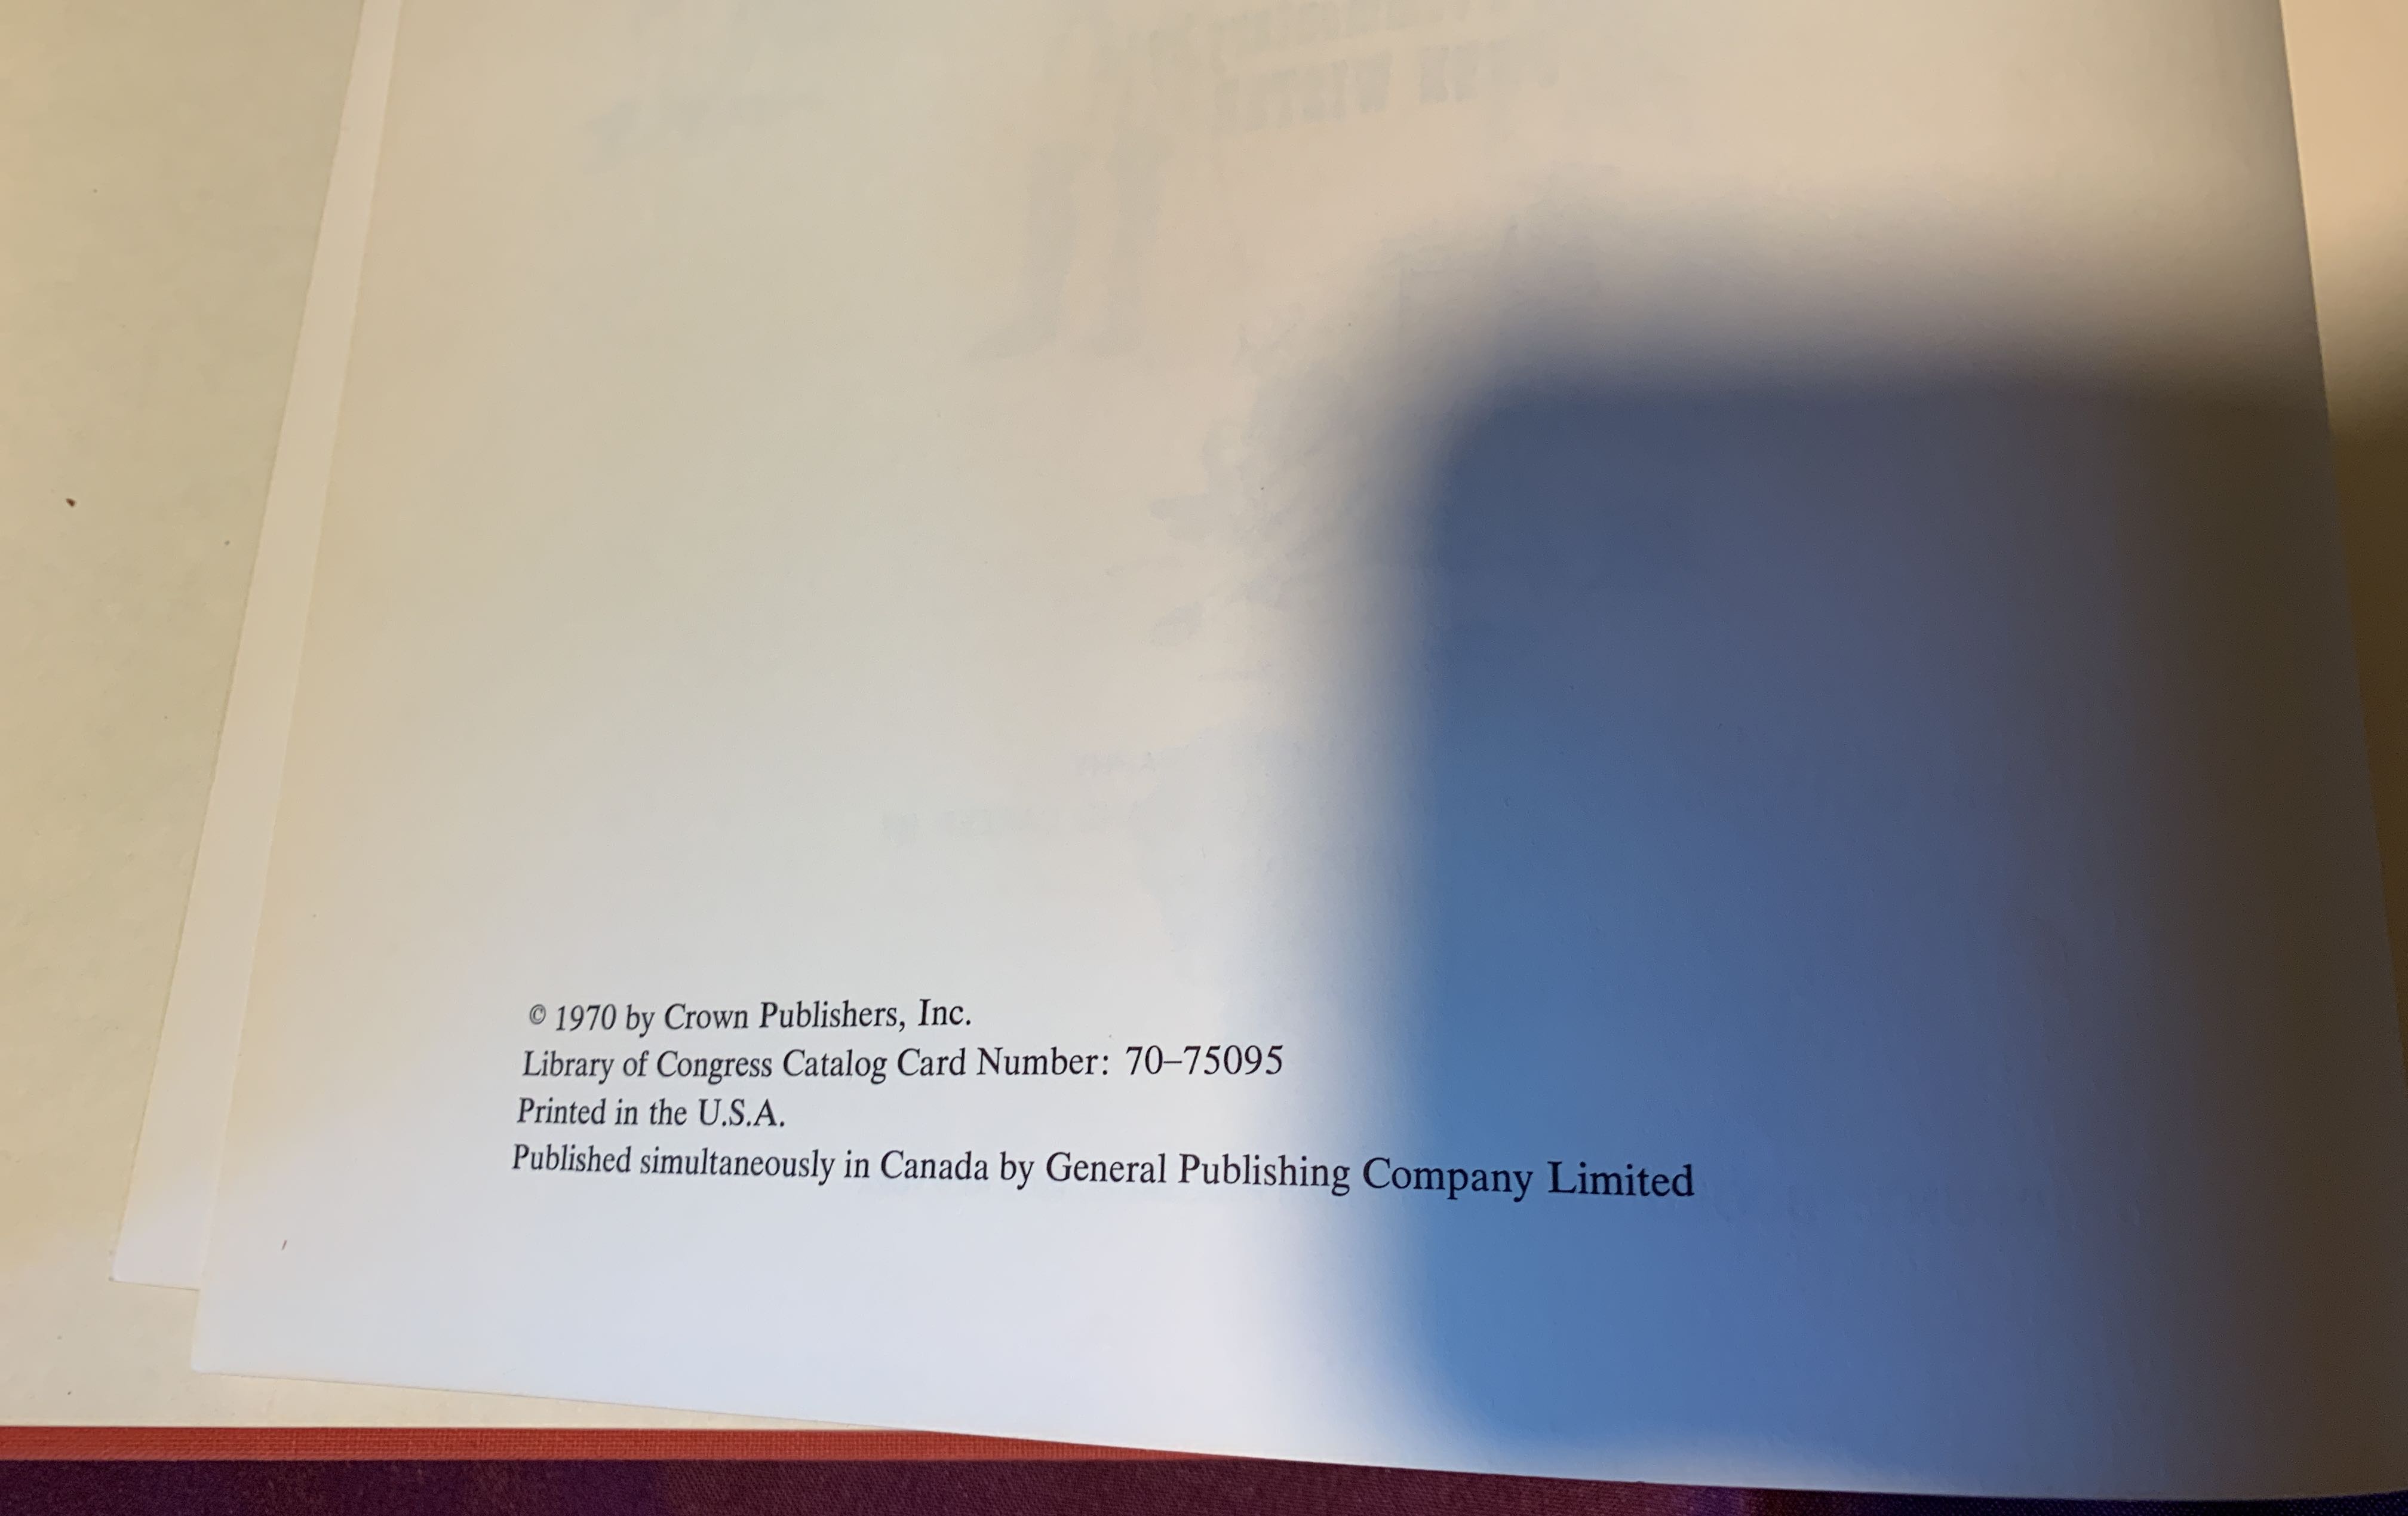 © 1970 by Crown Publishers, Inc.
Library of Congress Catalog Card Number: 70–75095
Printed in the U.S.A.
Published simultaneously in Canada by General Publishing Company Limited